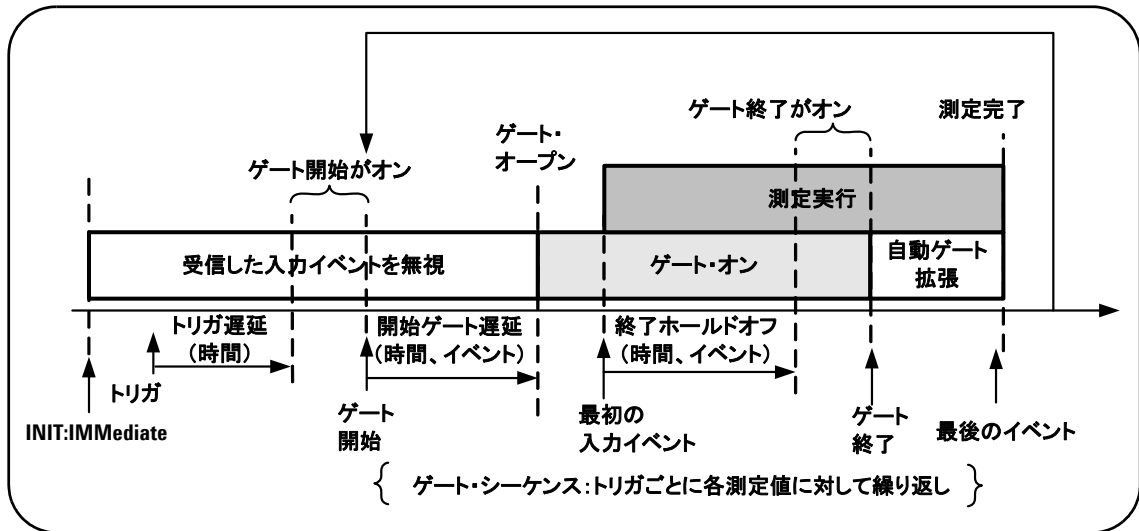 ゲート終了がオン
測定完了
ゲート・
オープン
ゲート開始がオン
測定実行
受信した入力イベントを無視
ゲート・オン
自動ゲート
拡張
トリガ遅延
(時間)
開始ゲート遅延
(時間、イベント)
終了ホールドオフ
(時間、イベント)
トリガ
INIT:IMMediate
ゲート
開始
最初の
入力イベント
ゲート
終了
最後のイベント
{ ゲート・シーケンス:トリガごとに各測定値に対して繰り返し }